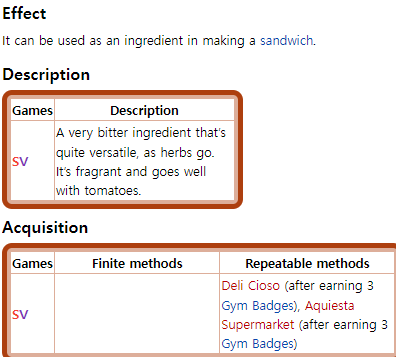 Effect
It can be used as an ingredient in making a sandwich.
Description
Games Description
SV
A very bitter ingredient that's
quite versatile, as herbs go.
It's fragrant and goes well
with tomatoes.
Acquisition
Games Finite methods Repeatable methods
SV
Deli Cioso (after earning 3
Gym Badges), Aquiesta
Supermarket (after earning 3
Gym Badges)